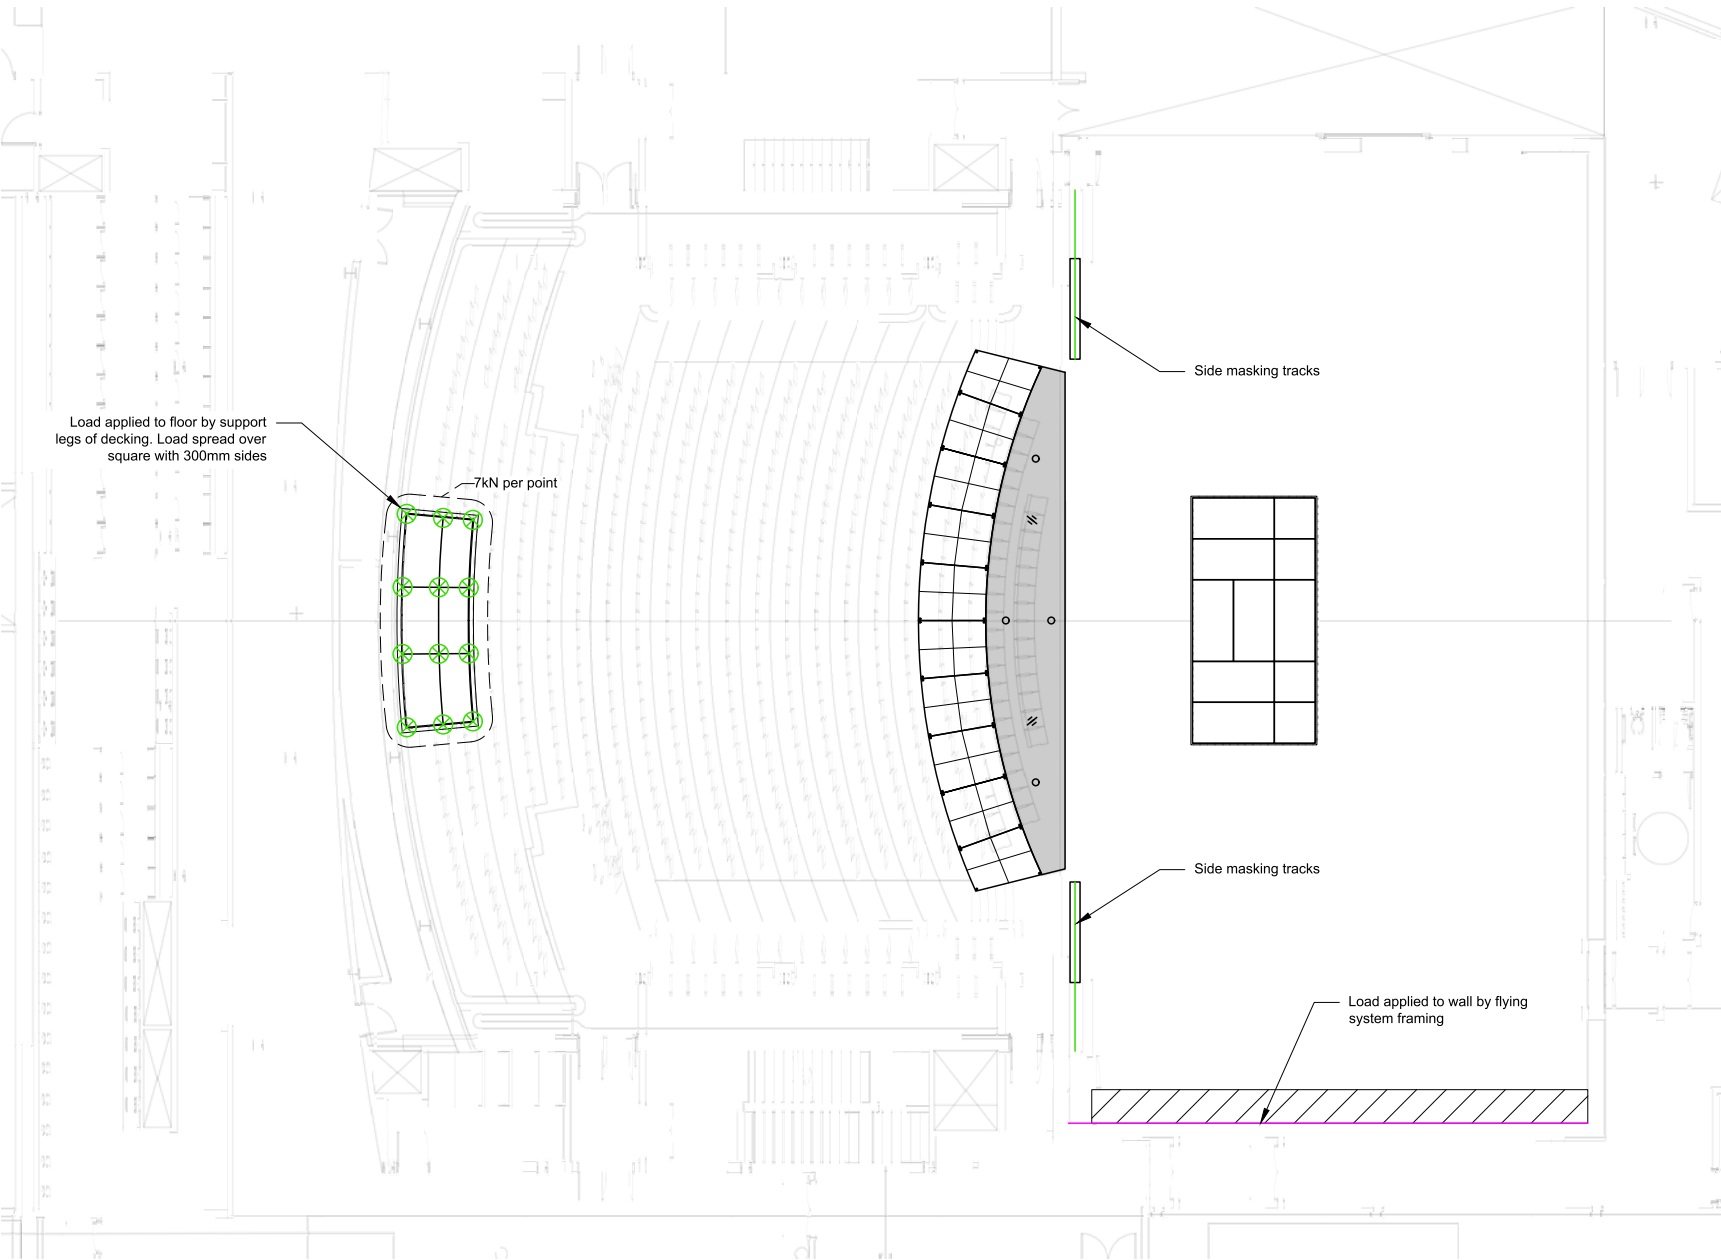 Side masking tracks
Load applied to floor by support
legs of decking. Load spread over
square with 300mm sides
7kN per point
Side masking tracks
Load applied to wall by flying
system framing